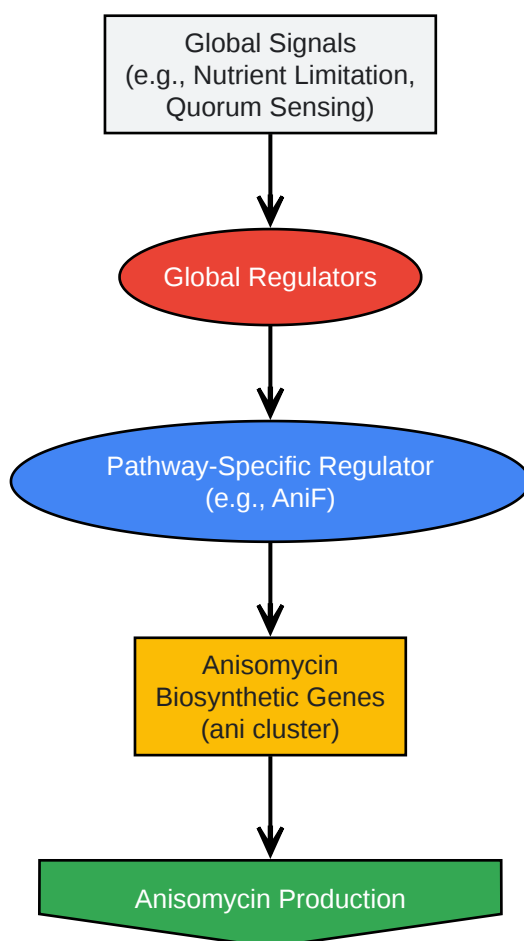 Global Signals
(e.g., Nutrient Limitation,
Quorum Sensing)
Global Regulators
Pathway-Specific Regulator
(e.g., AniF)
Anisomycin
Biosynthetic Genes
(ani cluster)
Anisomycin Production